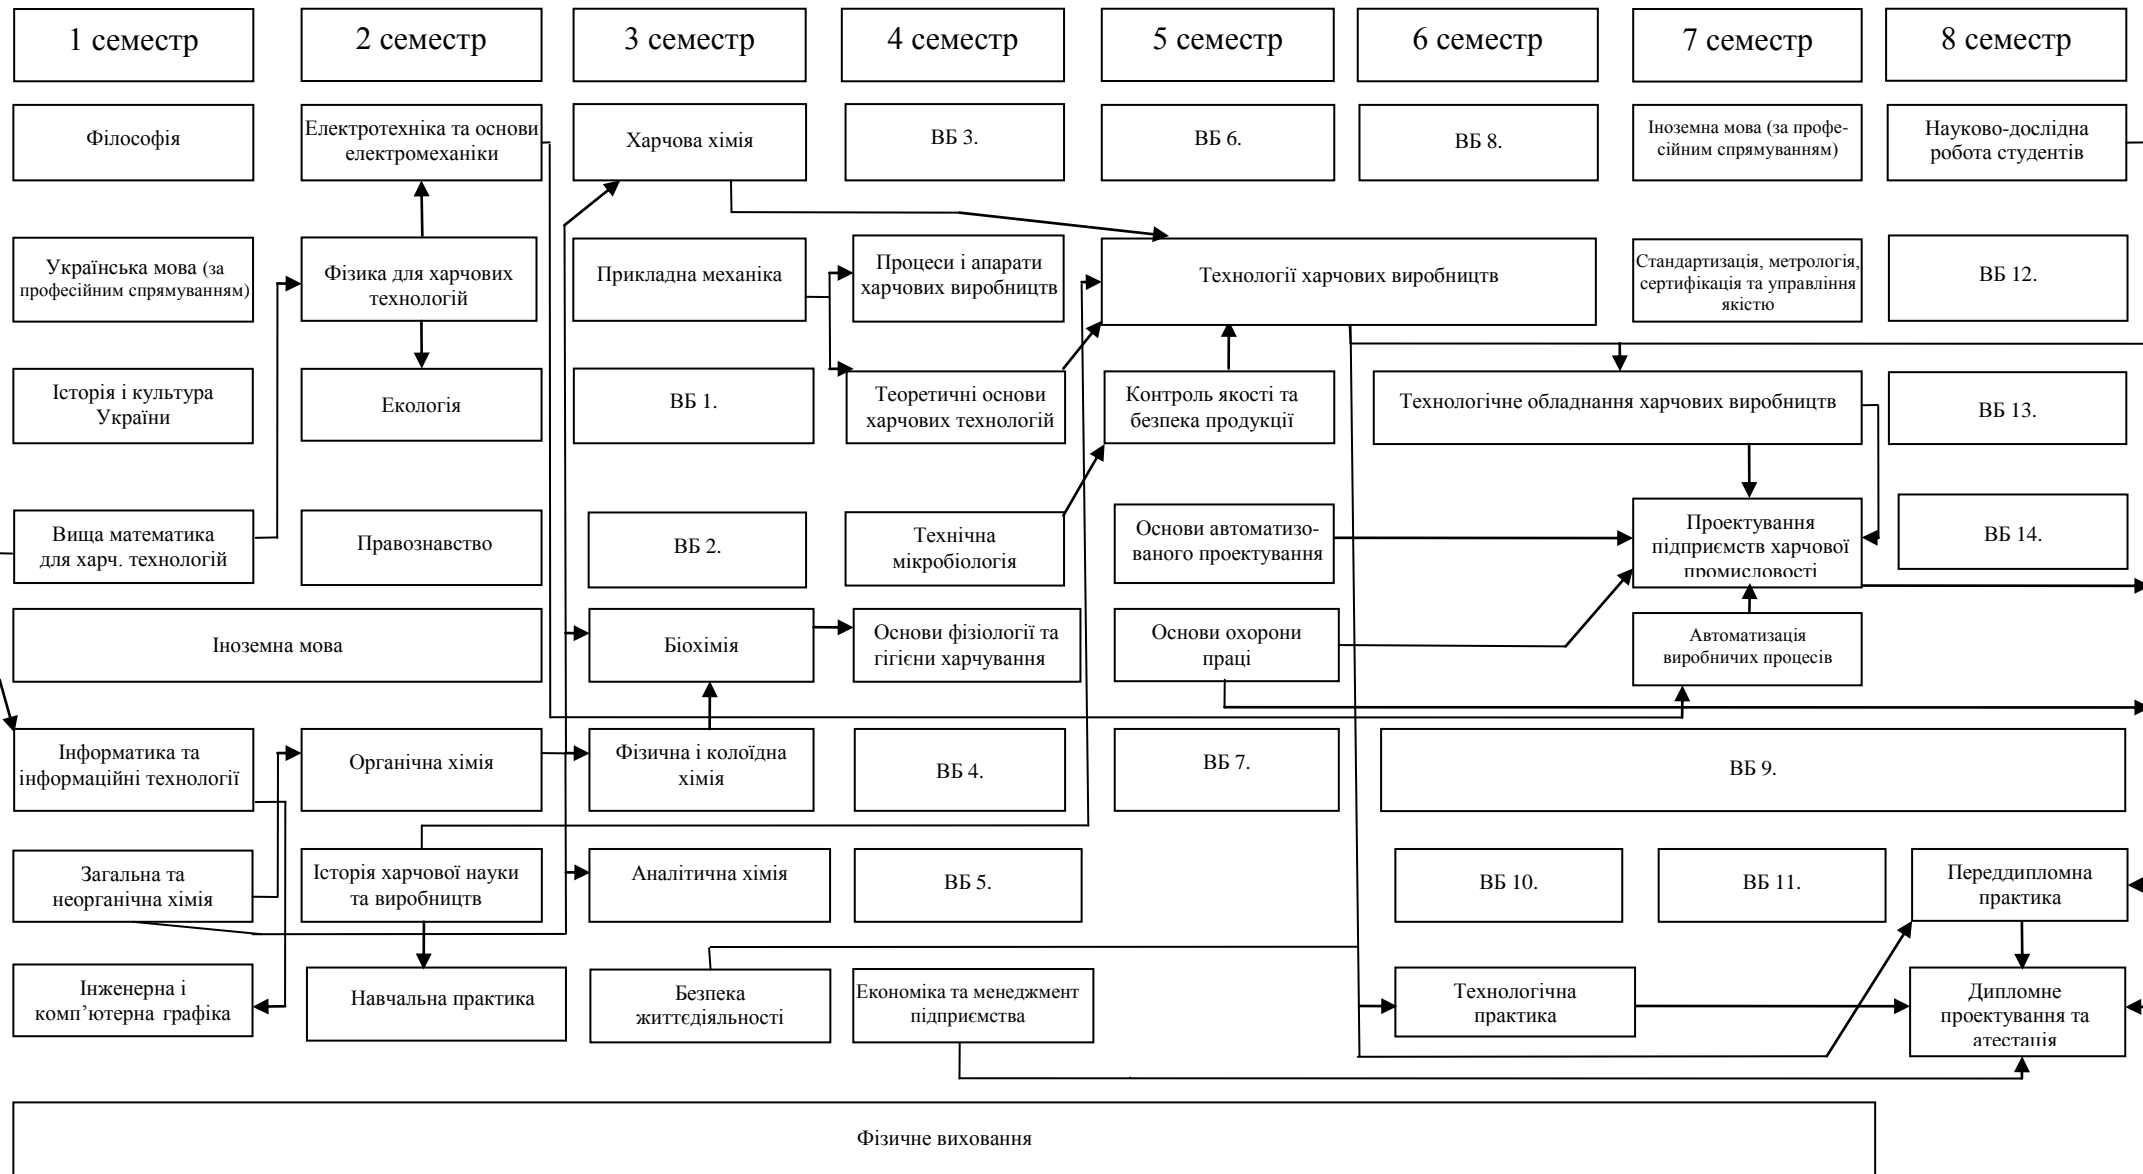 1 семестр
2 семестр
3 семестр
4 семестр
5 семестр
6 семестр
7 семестр
8 семестр
Філософія
Електротехніка та основи
електромеханіки
Харчова хімія
ВБ 3.
ВБ 6.
ВБ 8.
Іноземна мова (за профе-
сійним спрямуванням)
Науково-дослідна
робота студентів
Українська мова (за
професійним спрямуванням)
Фізика для харчових
технологій
Прикладна механіка
Процеси і апарати
харчових виробництв
Технології харчових виробництв
Стандартизація, метрологія,
сертифікація та управління
якістю
ВБ 12.
Історія і культура
України
Екологія
ВБ 1.
Теоретичні основи
харчових технологій
Контроль якості та
безпека продукції
Технологічне обладнання харчових виробництв
ВБ 13.
Вища математика
для харч. технологій
Правознавство
ВБ 2.
Технічна
мікробіологія
Основи автоматизо-
ваного проектування
Проектування
підприємств харчової
промисловості
ВБ 14.
Іноземна мова
Біохімія
Основи фізіології та
гігієни харчування
Основи охорони
праці
Автоматизація
виробничих процесів
Інформатика та
інформаційні технології
Органічна хімія
Фізична і колоїдна
хімія
ВБ 4.
ВБ 7.
ВБ 9.
Загальна та
неорганічна хімія
Історія харчової науки
та виробництв
Аналітична хімія
ВБ 5.
ВБ 10.
ВБ 11.
Переддипломна
практика
Інженерна і
комп’ютерна графіка
Навчальна практика
Безпека
життєдіяльності
Економіка та менеджмент
підприємства
Технологічна
практика
Дипломне
проектування та
атестація
Фізичне виховання